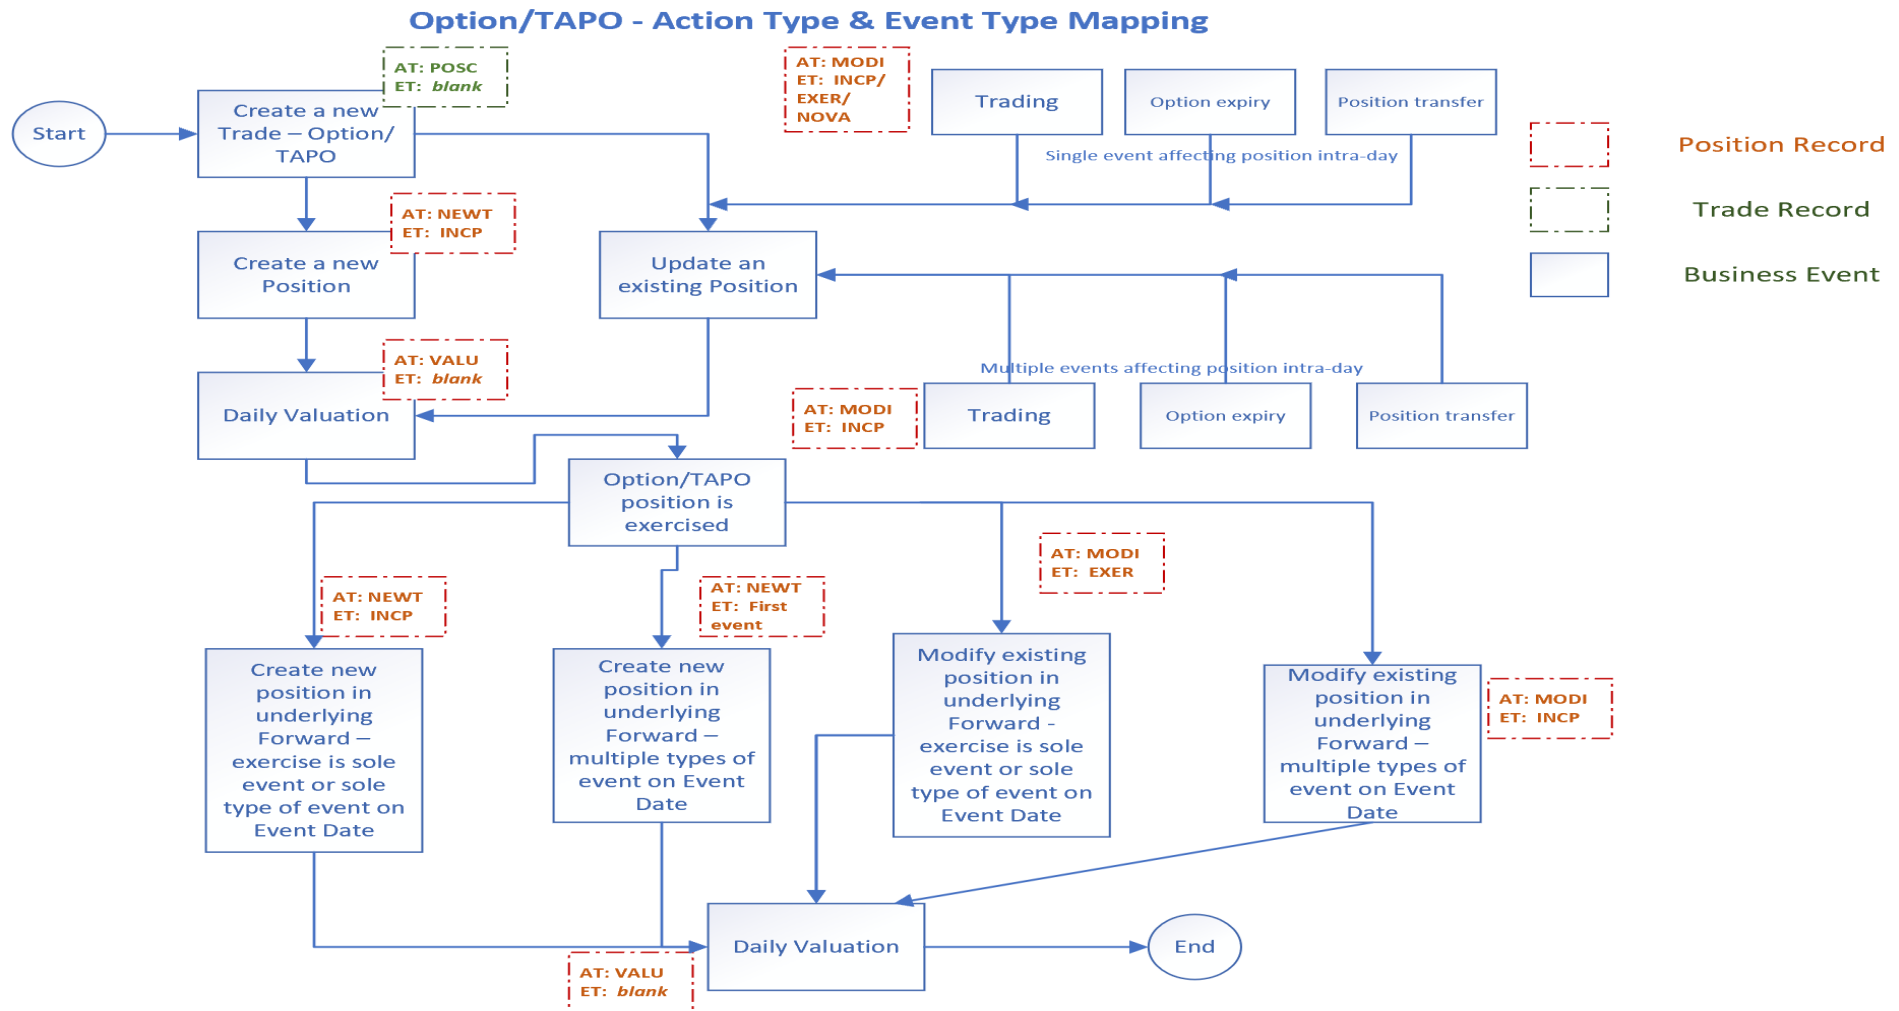 Option/TAPO - Action Type & Event Type Mapping
AT: POSC
ET: blank
Start
Create a new
Trade – Option/
TAPO
AT: MODI
ET: INCP/
EXER/
NOVA
Trading
Option expiry
Position transfer
Single event affecting position intra-day
Position Record
Trade Record
Business Event
AT: NEWT
ET: INCP
Create a new
Position
Update an
existing Position
AT: VALU
ET: blank
Daily Valuation
Multiple events affecting position intra-day
AT: MODI
ET: INCP
Trading
Option expiry
Position transfer
Option/TAPO
position is
exercised
AT: NEWT
ET: INCP
AT: NEWT
ET: First
event
AT: MODI
ET: EXER
Create new
position in
underlying
Forward –
exercise is sole
event or sole
type of event on
Event Date
Create new
position in
underlying
Forward –
multiple types of
event on Event
Date
Modify existing
position in
underlying
Forward -
exercise is sole
event or sole
type of event on
Event Date
Modify existing
position in
underlying
Forward –
multiple types of
event on Event
Date
AT: MODI
ET: INCP
Daily Valuation
End
AT: VALU
ET: blank